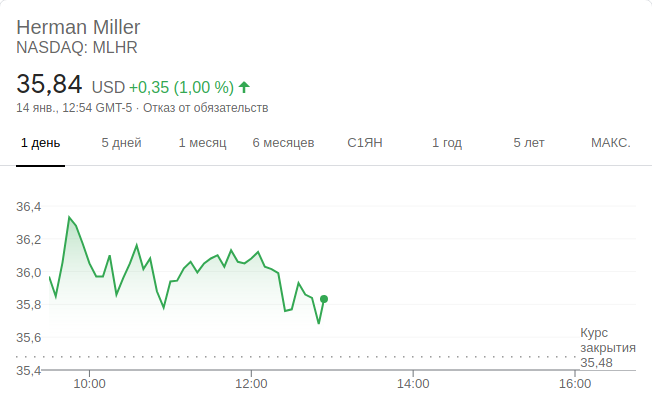 Herman Miller
NASDAQ: MLHR
35,84 USD +0,35 (1,00 %)
14 янв., 12:54 GMT-5 · Отказ от обязательств
1 день 5 дней 1 месяц 6 месяцев С1ЯН 1 год 5 лет МАКС.
36,4
36,2
36,0
35,8
35,6
35,4
Курс
закрытия
35,48
10:00 12:00 14:00 16:00